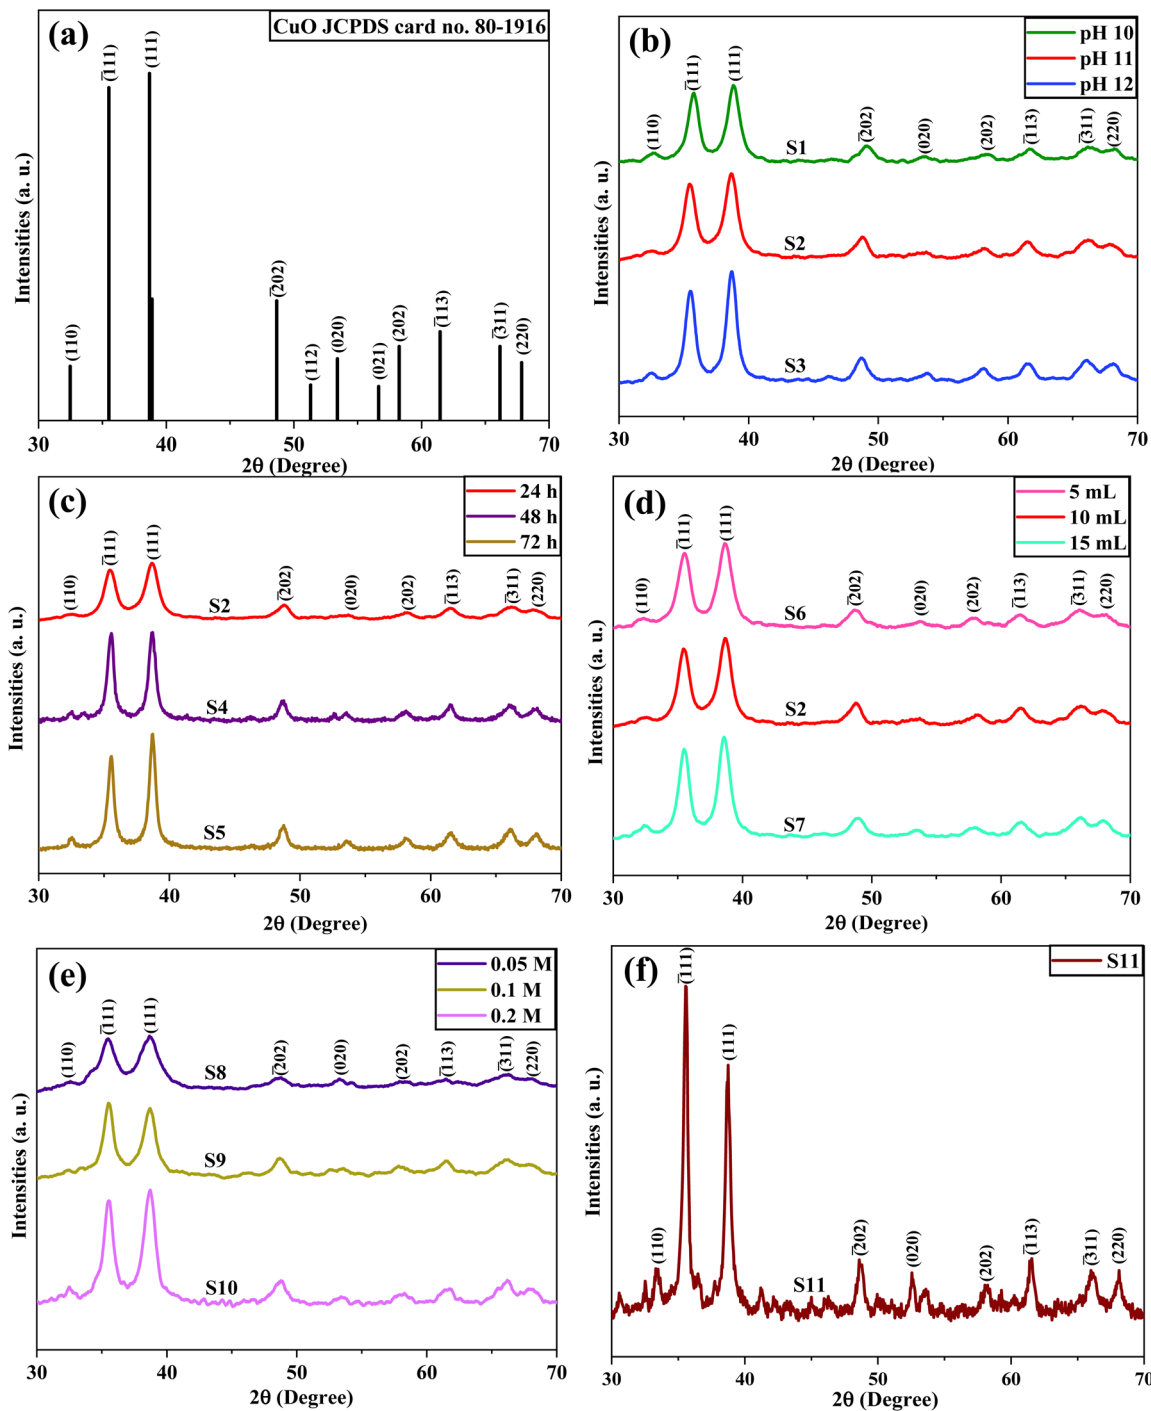 (a)
CuO JCPDS card no. 80-1916
(1̅11)
(111)
(110)
(2̅02)
(112)
(020)
(021)
(202)
(1̅13)
(3̅11)
(220)
Intensities (a. u.)
30 40 50 60 70
2θ (Degree)
(b)
pH 10
pH 11
pH 12
(110)
(1̅11)
(111)
(2̅02)
(020)
(202)
(1̅13)
(3̅11)
(220)
S1
S2
S3
Intensities (a. u.)
30 40 50 60 70
2θ (Degree)
(c)
24 h
48 h
72 h
(110)
(1̅11)
(111)
(2̅02)
(020)
(202)
(1̅13)
(3̅11)
(220)
S2
S4
S5
Intensities (a. u.)
30 40 50 60 70
2θ (Degree)
(d)
5 mL
10 mL
15 mL
(110)
(1̅11)
(111)
(2̅02)
(020)
(202)
(1̅13)
(3̅11)
(220)
S6
S2
S7
Intensities (a. u.)
30 40 50 60 70
2θ (Degree)
(e)
0.05 M
0.1 M
0.2 M
(110)
(1̅11)
(111)
(2̅02)
(020)
(202)
(1̅13)
(3̅11)
(220)
S8
S9
S10
Intensities (a. u.)
30 40 50 60 70
2θ (Degree)
(f)
S11
(110)
(1̅11)
(111)
(2̅02)
(020)
(202)
(1̅13)
(3̅11)
(220)
S11
Intensities (a. u.)
30 40 50 60 70
2θ (Degree)